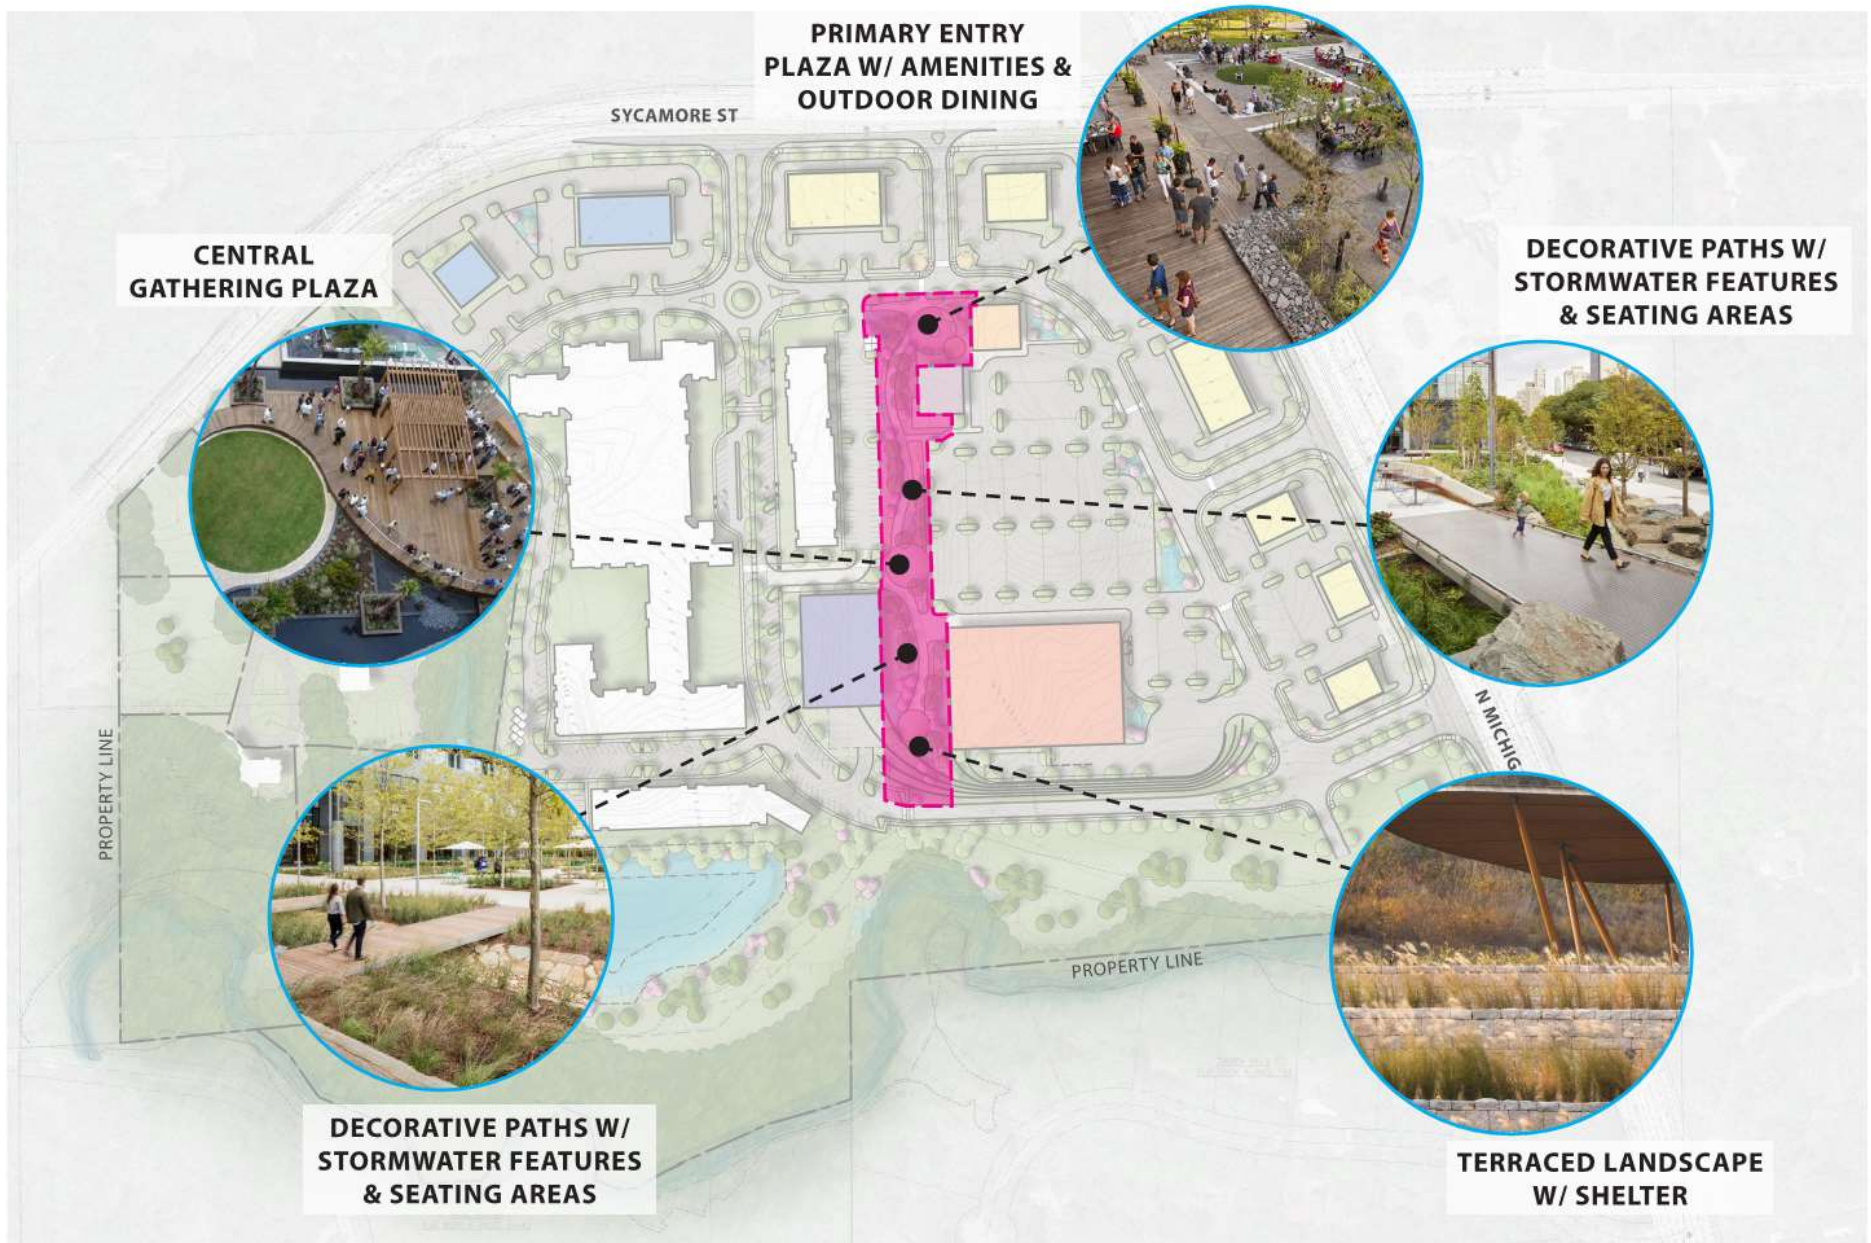 PRIMARY ENTRY
PLAZA W/ AMENITIES &
OUTDOOR DINING
SYCAMORE ST
CENTRAL
GATHERING PLAZA
DECORATIVE PATHS W/
STORMWATER FEATURES
& SEATING AREAS
PROPERTY LINE
N MICHIG
PROPERTY LINE
DECORATIVE PATHS W/
STORMWATER FEATURES
& SEATING AREAS
TERRACED LANDSCAPE
W/ SHELTER